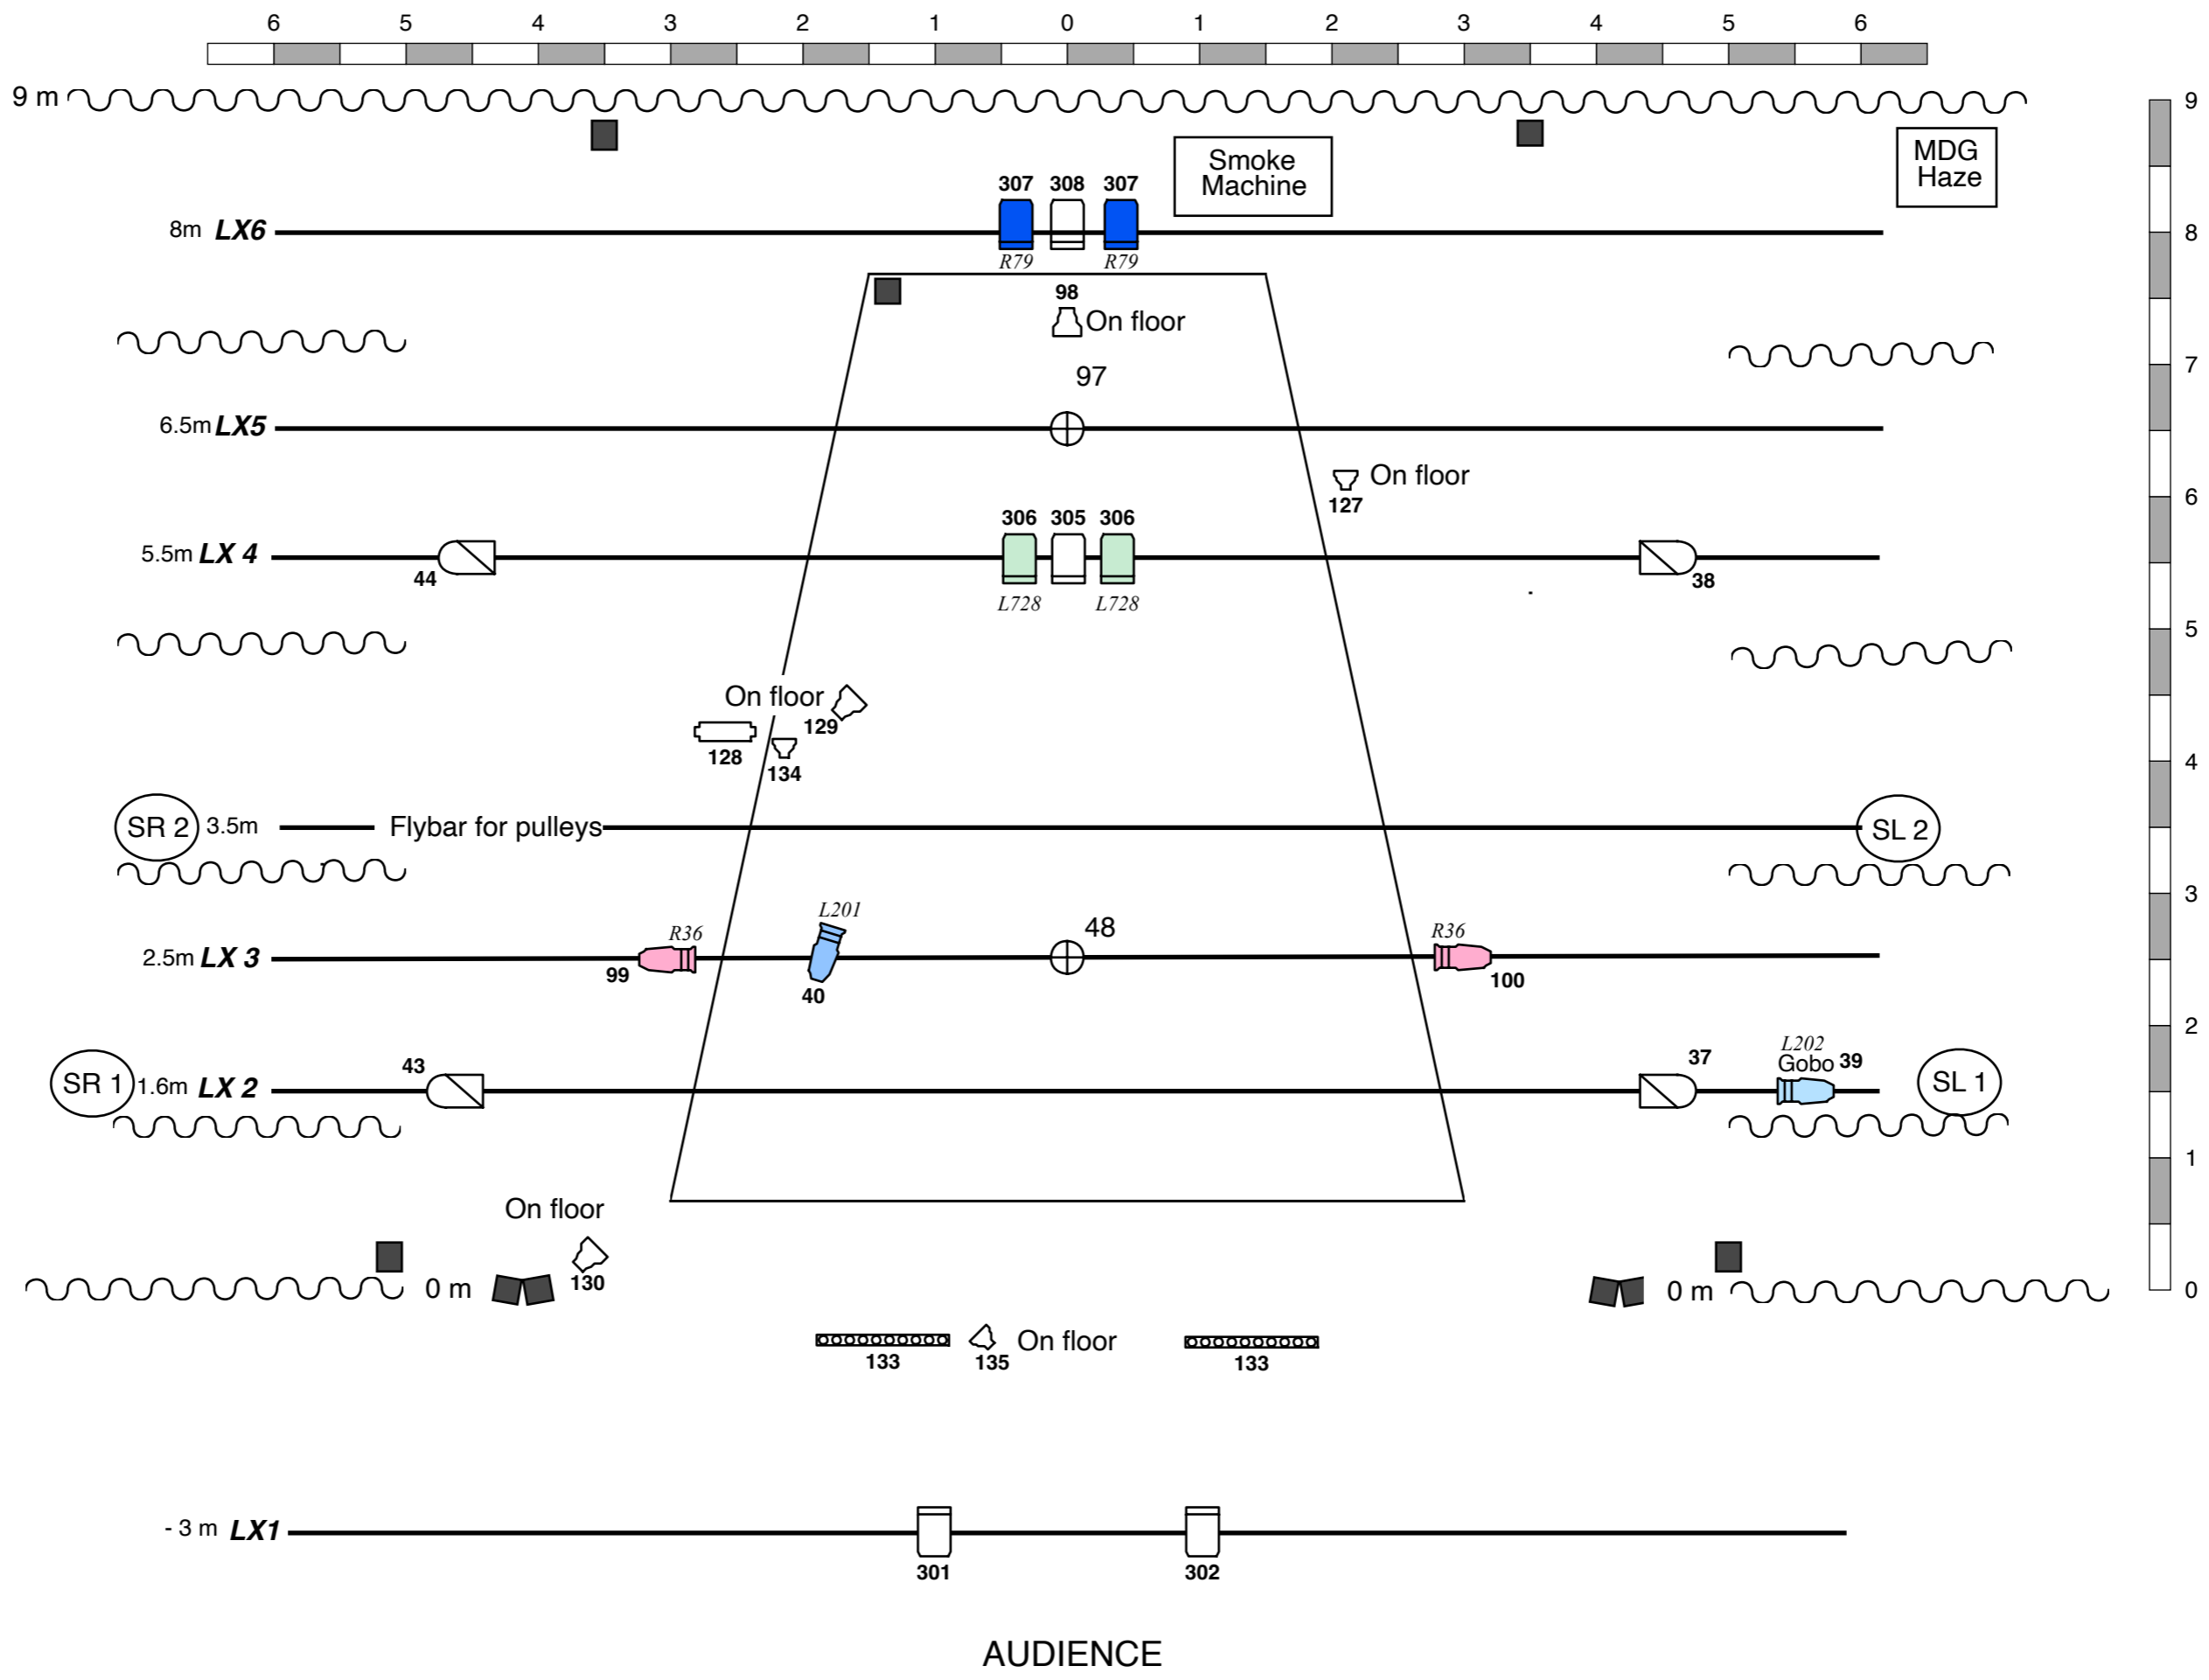 6 5 4 3 2 1 0 1 2 3 4 5 6
9 m
9
Smoke
Machine
MDG
Haze
307 308 307
8m LX6
8
R79 R79
98
On floor
7
97
6.5m LX5
On floor
127
6
306 305 306
5.5m LX 4
44
38
L728 L728
5
On floor
129
128
134
4
SR 2 3.5m Flybar for pulleys SL 2
3
L201
R36
48
R36
2.5m LX 3
99
40
100
2
43
37
L202
Gobo 39
SR 1 1.6m LX 2 SL 1
1
On floor
130
0 m
0 m
0
On floor
133
135
133
- 3 m LX1
301
302
AUDIENCE